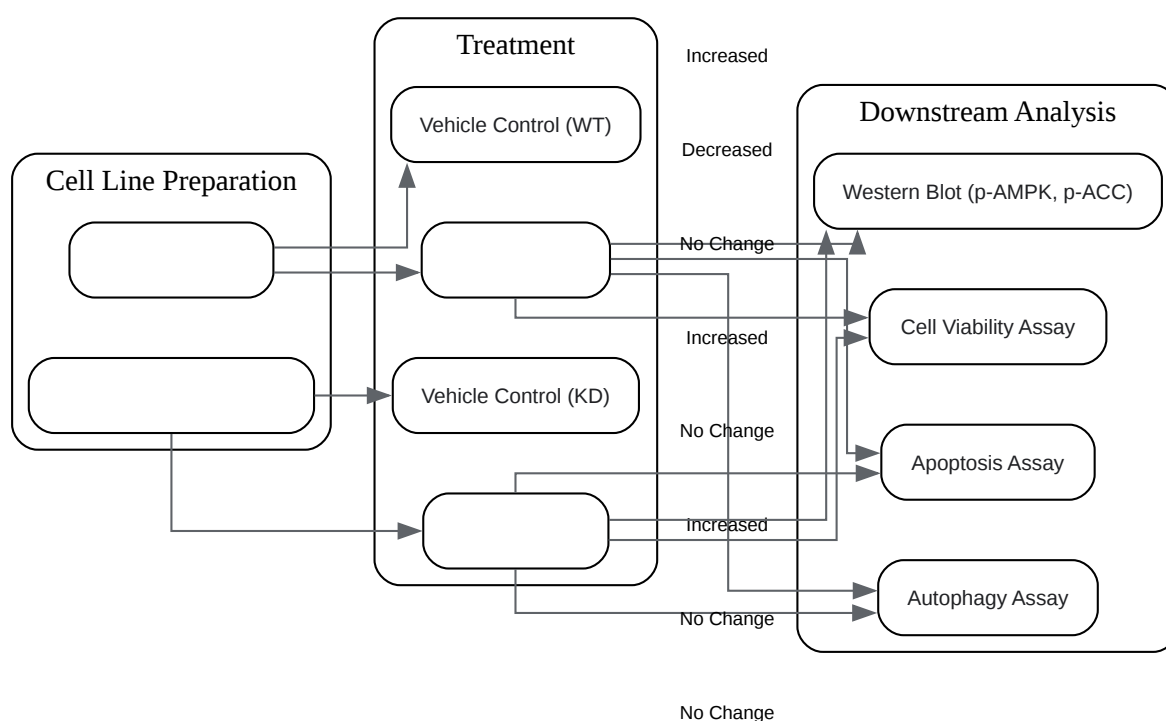 Cell Line Preparation
Treatment
Vehicle Control (WT)
Vehicle Control (KD)
Increased
Decreased
No Change
Increased
No Change
Increased
No Change
No Change
Downstream Analysis
Western Blot (p-AMPK, p-ACC)
Cell Viability Assay
Apoptosis Assay
Autophagy Assay